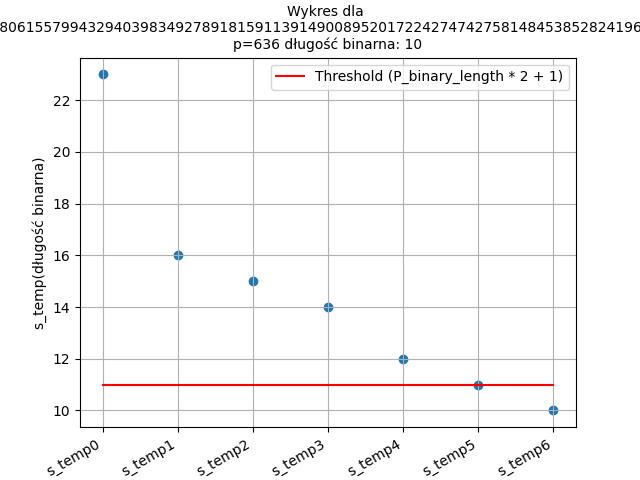 Wykres dla
8061557994329403983492789181591139149008952017224274742758148453852824196
p=636 długość binarna: 10
Threshold (P_binary_length * 2 + 1)
s_temp(długość binarna)
22
20
18
16
14
12
10
s_temp0
s_temp1
s_temp2
s_temp3
s_temp4
s_temp5
s_temp6